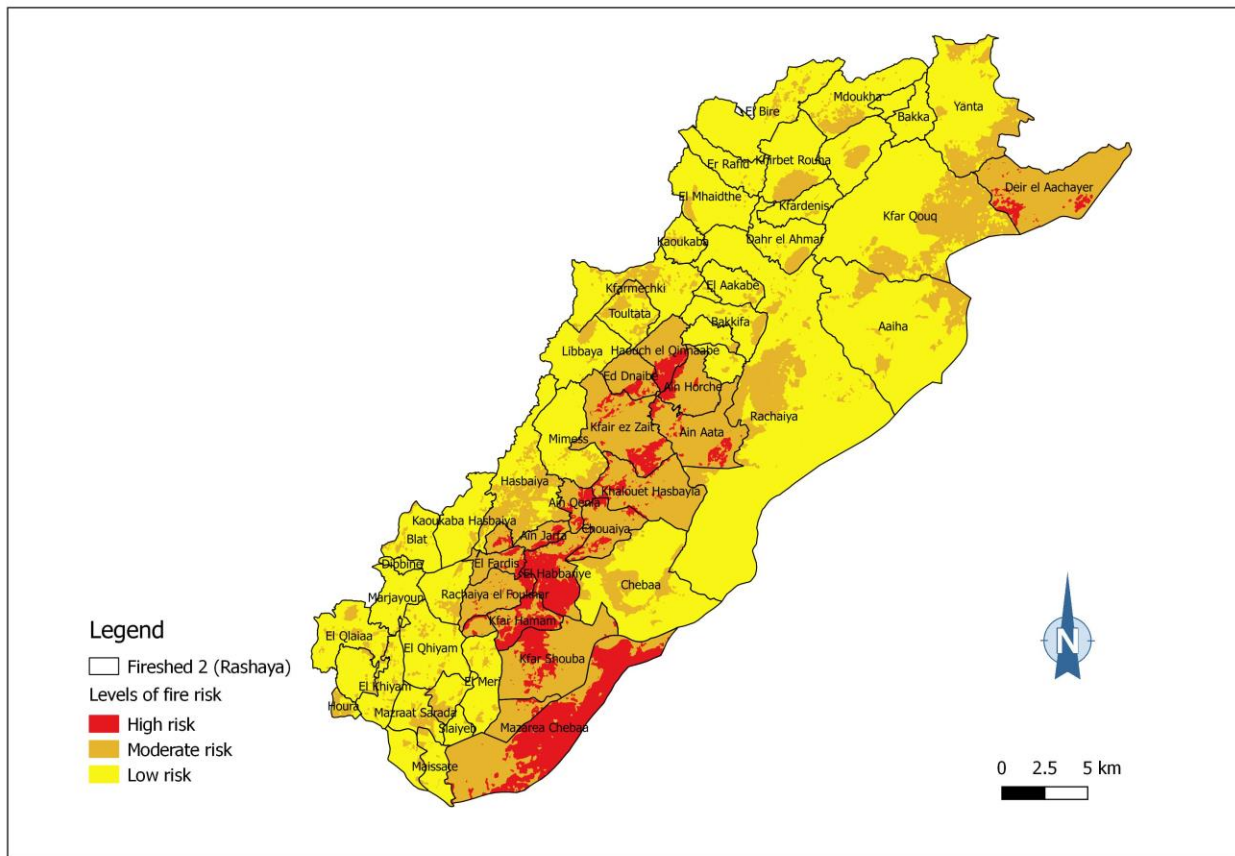 Yanta
Mdoukha
El Bire
Bakka
Khirbet Rouha
Er Rafid
Deir el Aachayer
El Mhaidthe
Kfardenis
Kfar Qouq
Kaoukaba
Dahr el Ahmar
El Aakabe
Kfarmechki
Toultata
Bakkifa
Aaiha
Libbaya
Haouch el Qinnaabe
Ed Dnaibe
Ain Horche
Rachaiya
Kfair ez Zait
Ain Aata
Mimess
Hasbaiya
Khalouet Hasbayia
Ain Qenia
Kaoukaba Hasbaiya
Blat
Ain Jarfa
Chouaiya
Dibbine
El Fardis
El Habbariye
Chebaa
Marjayoun
Rachaiya el Foukhar
Kfar Hamam
El Qlaiaa
El Qhiyam
Kfar Shouba
El Meri
El Khiyam
Houra
Mazraat Sarada
Slaiyeb
Mazarea Chebaa
Maissate
Legend
Fireshed 2 (Rashaya)
Levels of fire risk
High risk
Moderate risk
Low risk
N
0 2.5 5 km